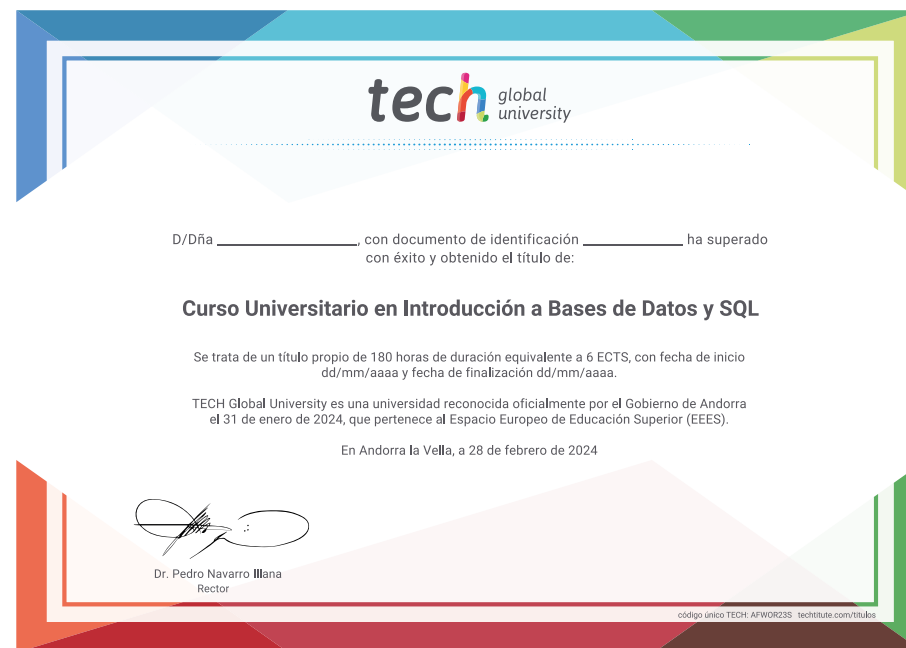 tech global
university
D/Dña ____________, con documento de identificación ____________ ha superado
con éxito y obtenido el título de:
Curso Universitario en Introducción a Bases de Datos y SQL
Se trata de un título propio de 180 horas de duración equivalente a 6 ECTS, con fecha de inicio
dd/mm/aaaa y fecha de finalización dd/mm/aaaa.
TECH Global University es una universidad reconocida oficialmente por el Gobierno de Andorra
el 31 de enero de 2024, que pertenece al Espacio Europeo de Educación Superior (EEES).
En Andorra la Vella, a 28 de febrero de 2024
Dr. Pedro Navarro Illana
Rector
código único TECH: AFWOR23S techtitute.com/titulos